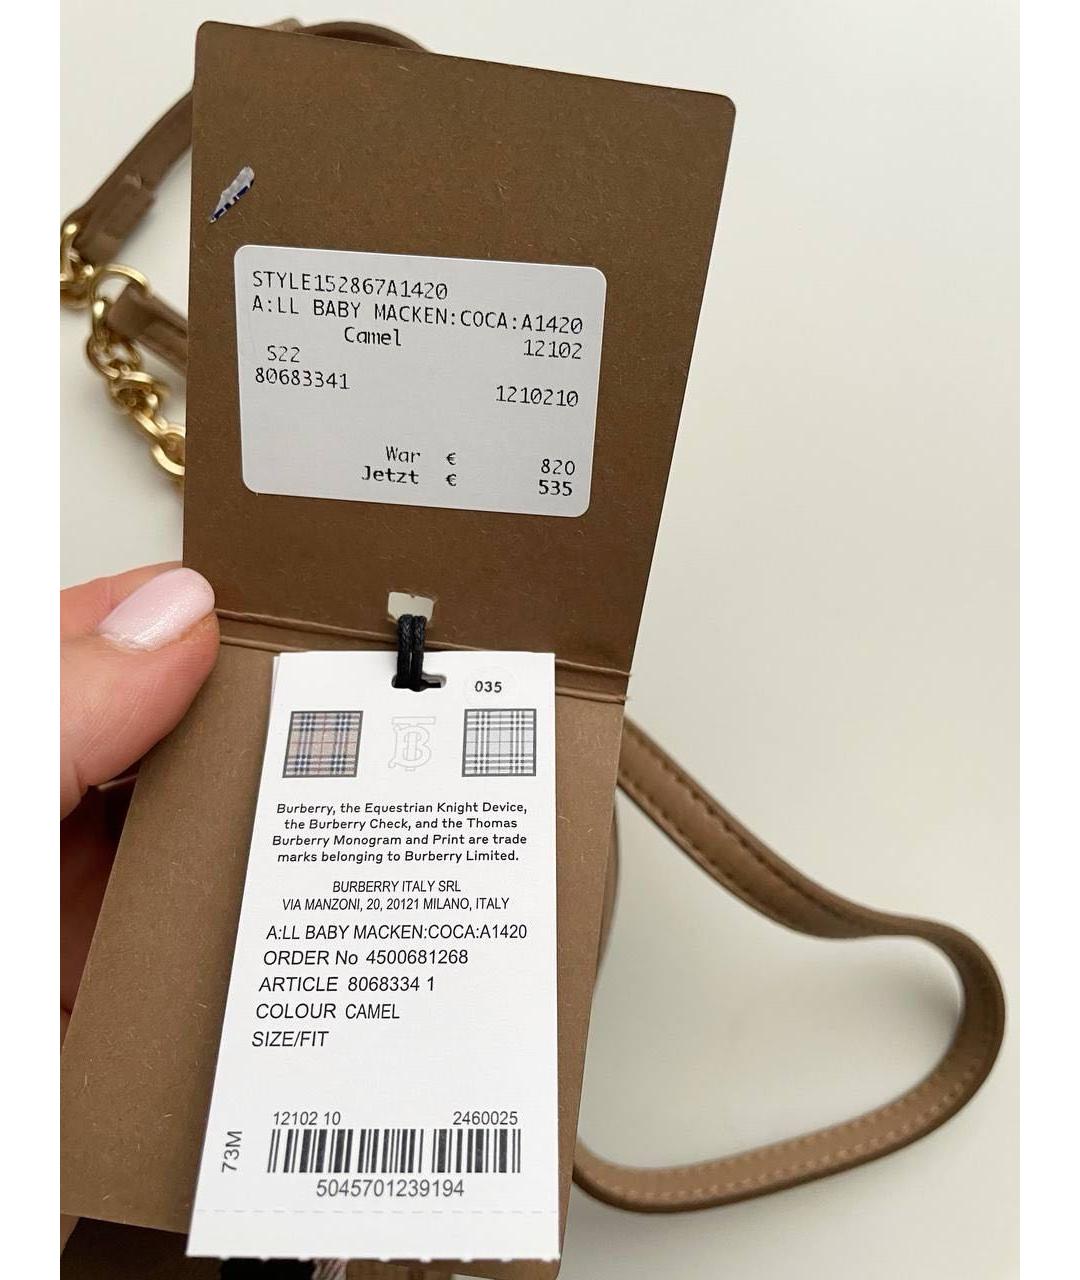 STYLE152867A1420
A:LL BABY MACKEN:COCA:A1420
Camel 12102
S22
80683341 1210210
War € 820
Jetzt € 535
035
Burberry, the Equestrian Knight Device,
the Burberry Check, and the Thomas
Burberry Monogram and Print are trade
marks belonging to Burberry Limited.
BURBERRY ITALY SRL
VIA MANZONI, 20, 20121 MILANO, ITALY
A:LL BABY MACKEN:COCA:A1420
ORDER No 4500681268
ARTICLE 8068334 1
COLOUR CAMEL
SIZE/FIT
12102 10 2460025
73M
5045701239194